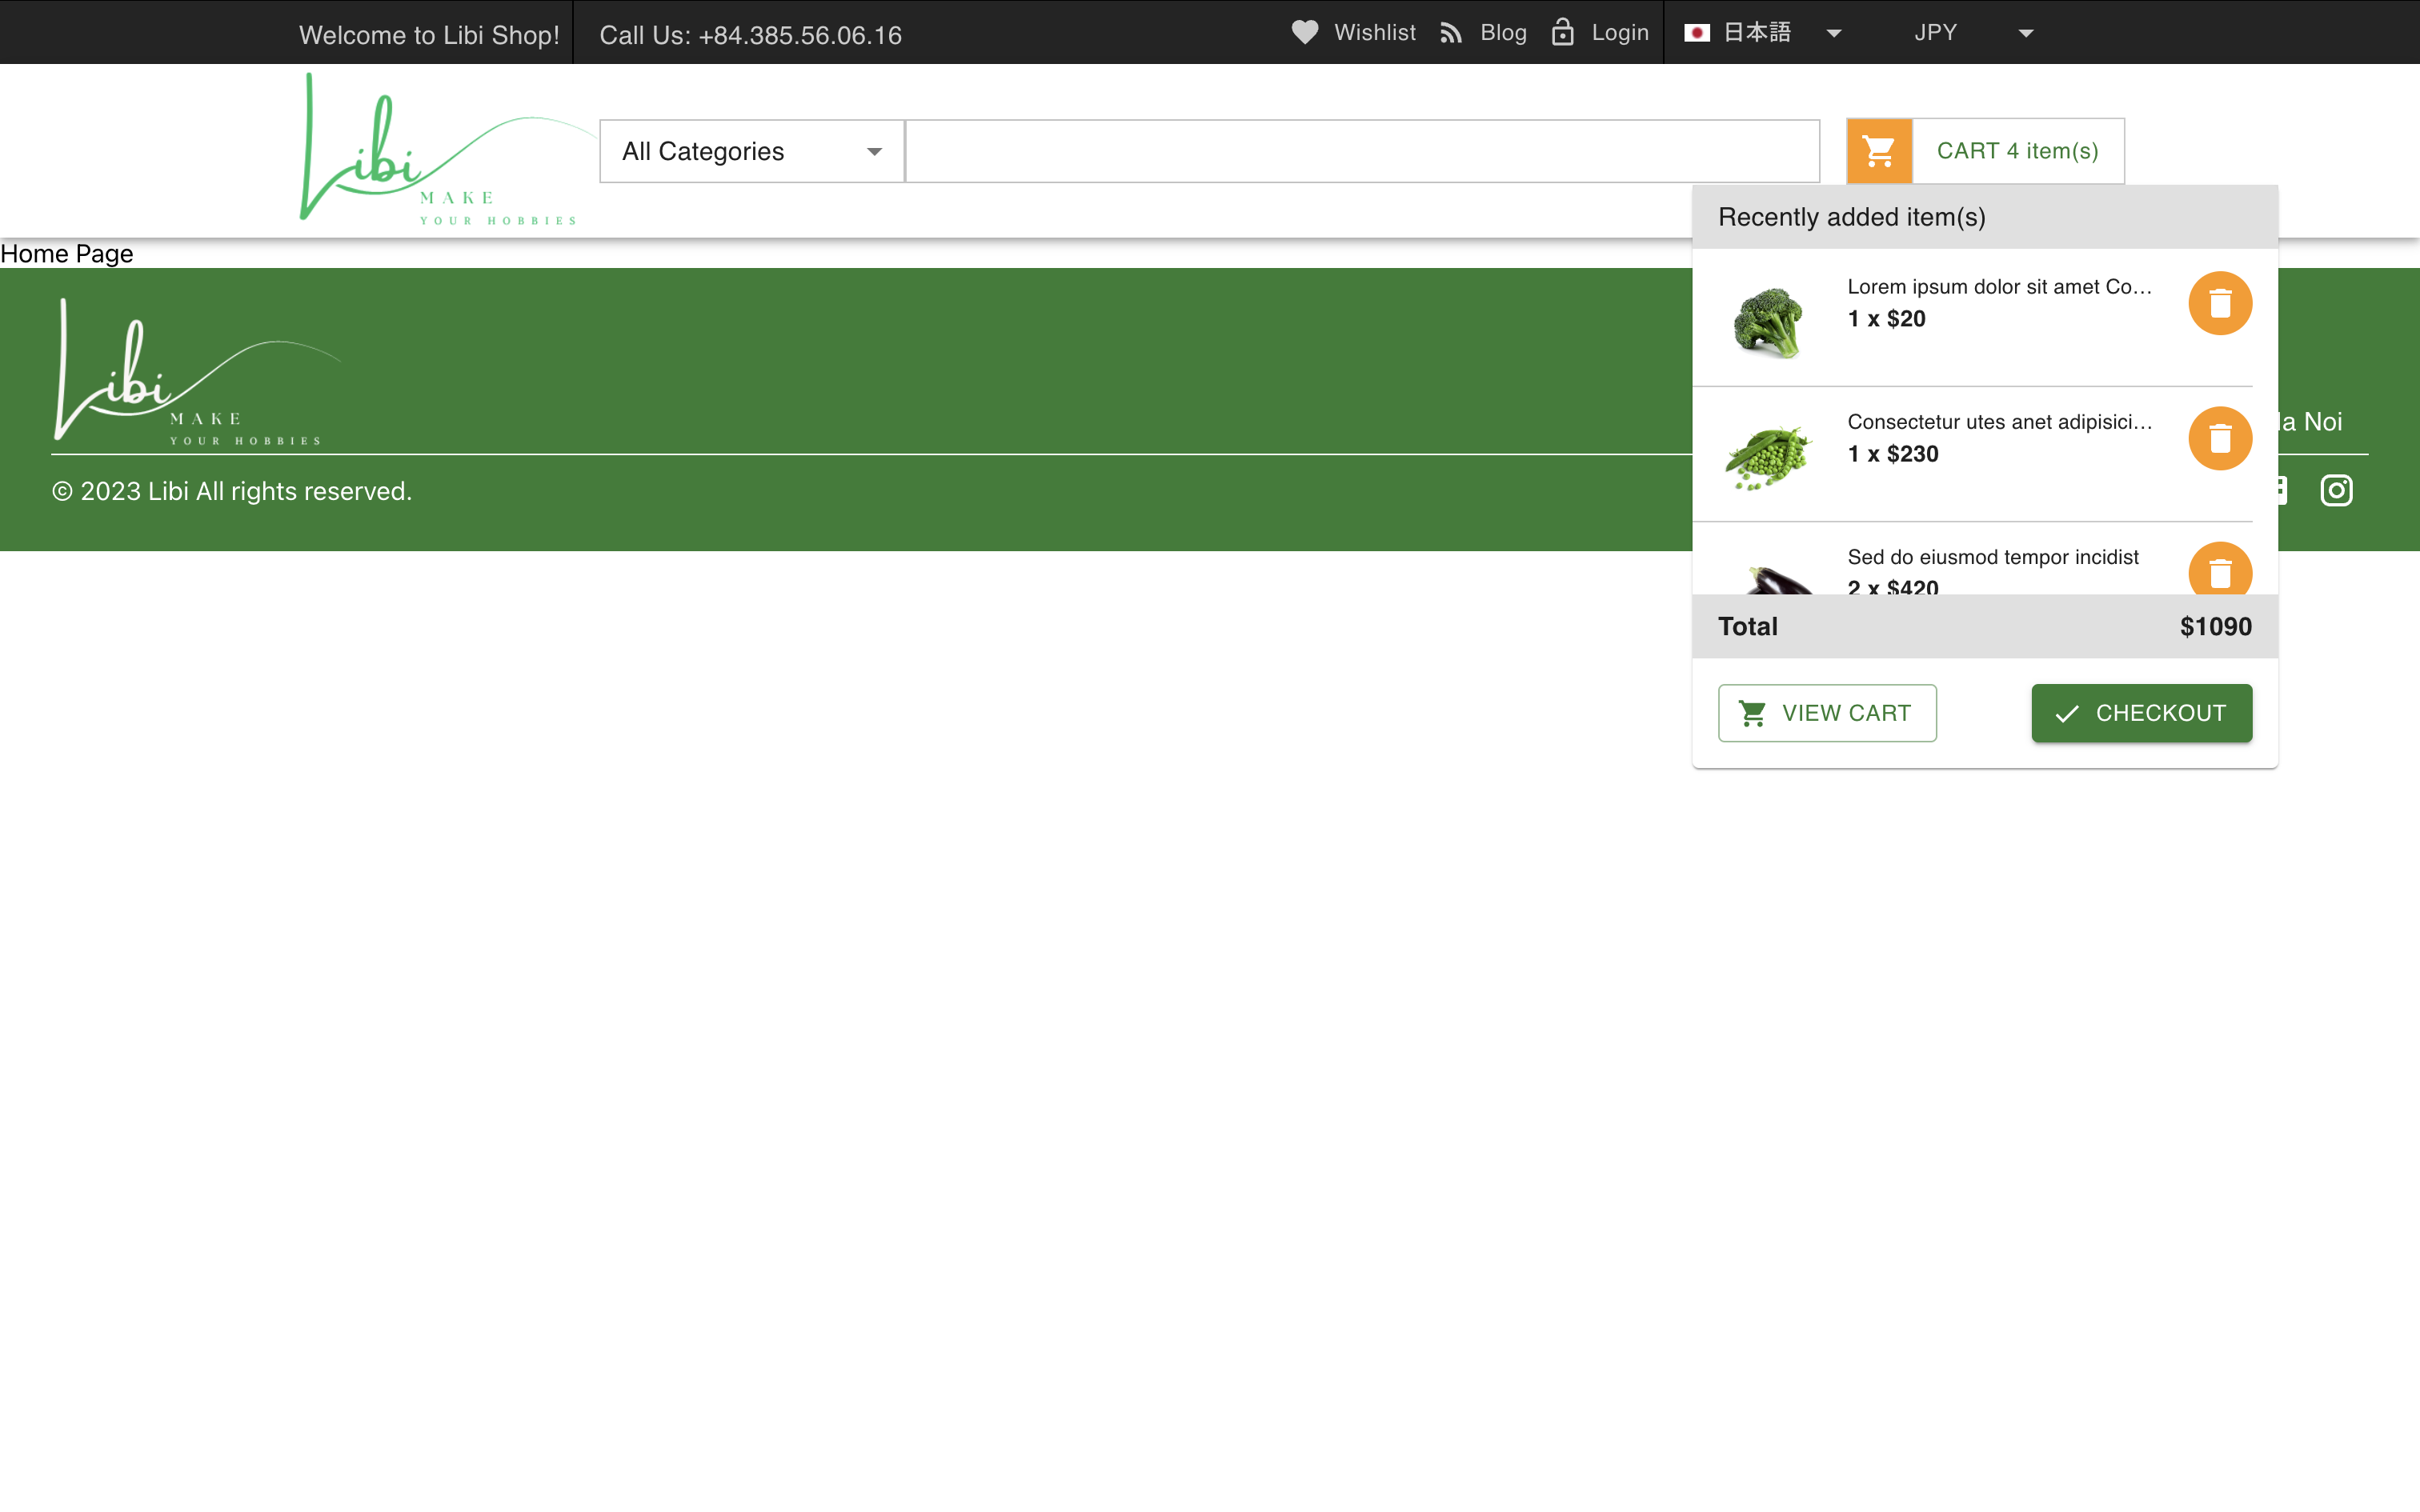 Welcome to Libi Shop!
Call Us: +84.385.56.06.16
Wishlist
Blog
Login
日本語
JPY
Libi
MAKE
YOUR HOBBIES
All Categories
CART 4 item(s)
Recently added item(s)
Home Page
Lorem ipsum dolor sit amet Co...
1 x $20
Libi
MAKE
YOUR HOBBIES
Consectetur utes anet adipisici...
1 x $230
Noi
© 2023 Libi All rights reserved.
Sed do eiusmod tempor incidist
2 x $420
Total
$1090
VIEW CART
CHECKOUT